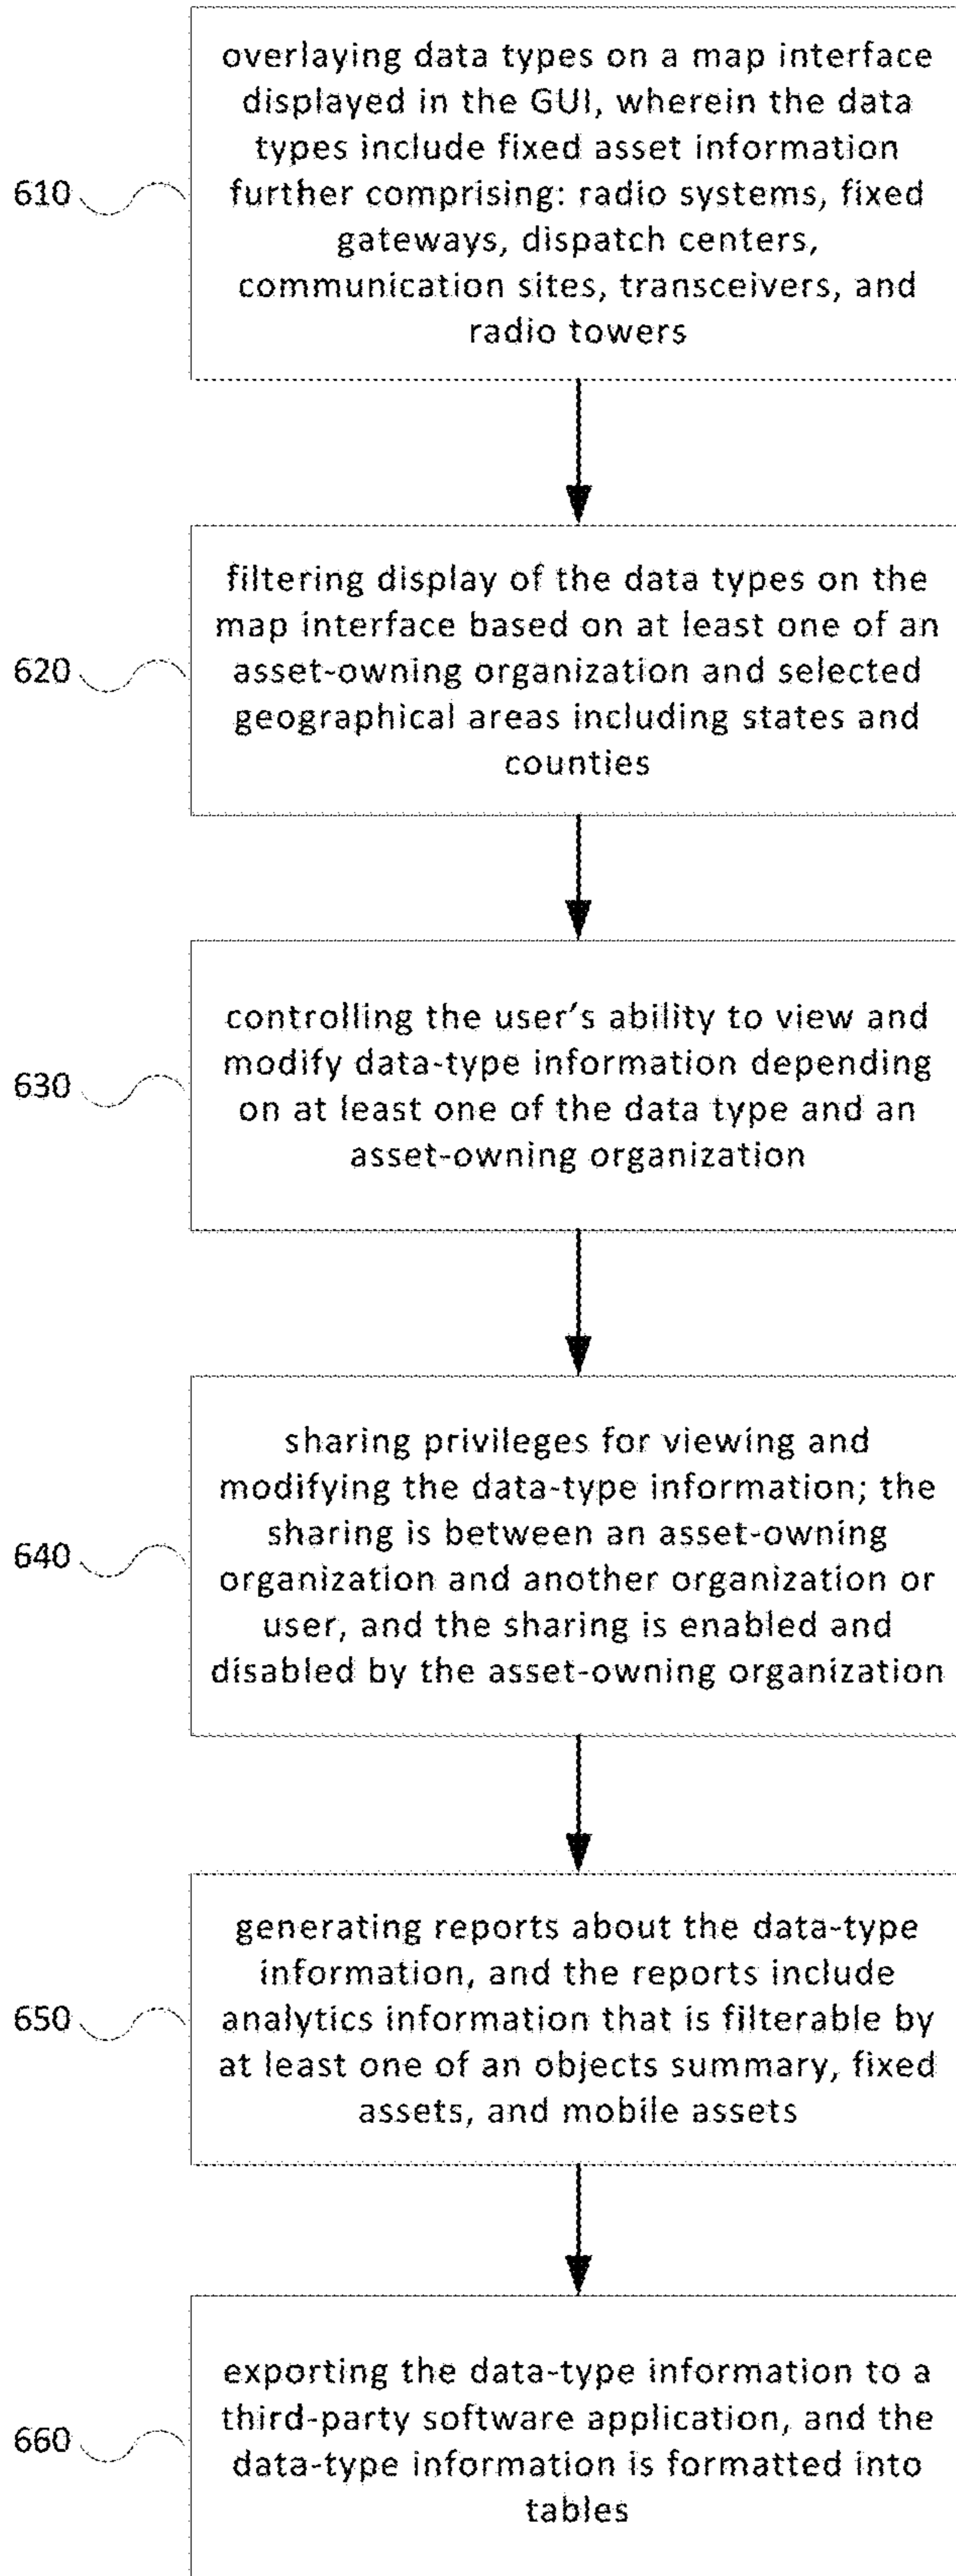 overlaying data types on a map interface
displayed in the GUI, wherein the data
types include fixed asset information
610
further comprising: radio systems, fixed
gateways, dispatch centers,
communication sites, transceivers, and
radio towers
filtering display of the data types on the
map interface based on at least one of an
620
asset-owning organization and selected
geographical areas including states and
counties
controlling the user's ability to view and
modify data-type information depending
630
on at least one of the data type and an
asset-owning organization
sharing privileges for viewing and
modifying the data-type information; the
sharing is between an asset-owning
640
organization and another organization or
user, and the sharing is enabled and
disabled by the asset-owning organization
generating reports about the data-type
information, and the reports include
650
analytics information that is filterable by
at least one of an objects summary, fixed
assets, and mobile assets
exporting the data-type information to a
third-party software application, and the
660
data-type information is formatted into
tables